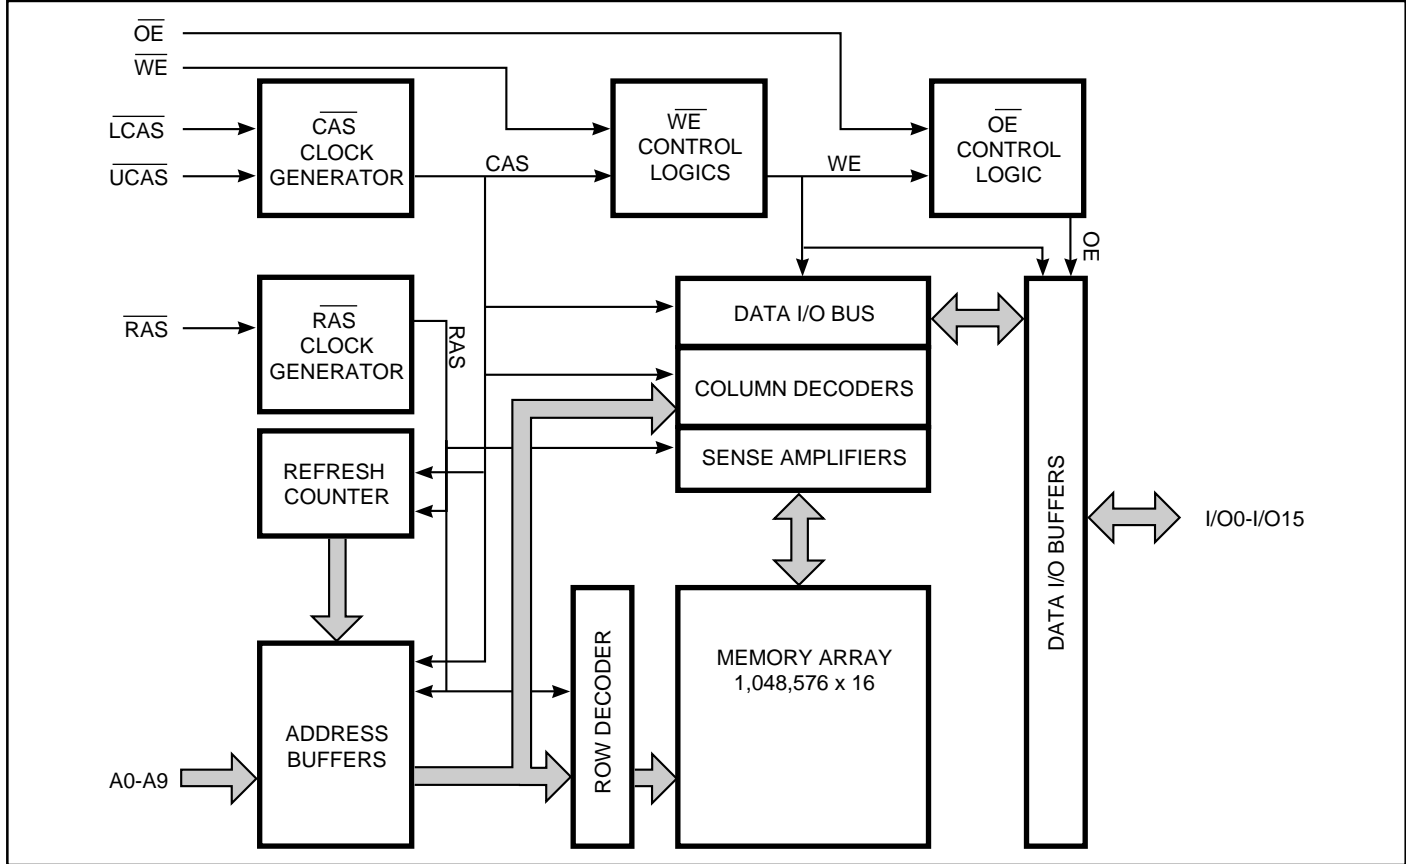 OE
WE
LCAS
UCAS
CAS
CLOCK
GENERATOR
CAS
WE
CONTROL
LOGICS
WE
OE
CONTROL
LOGIC
OE
RAS
RAS
CLOCK
GENERATOR
RAS
DATA I/O BUS
COLUMN DECODERS
SENSE AMPLIFIERS
REFRESH
COUNTER
DATA I/O BUFFERS
I/O0-I/O15
ADDRESS
BUFFERS
A0-A9
ROW DECODER
MEMORY ARRAY
1,048,576 x 16